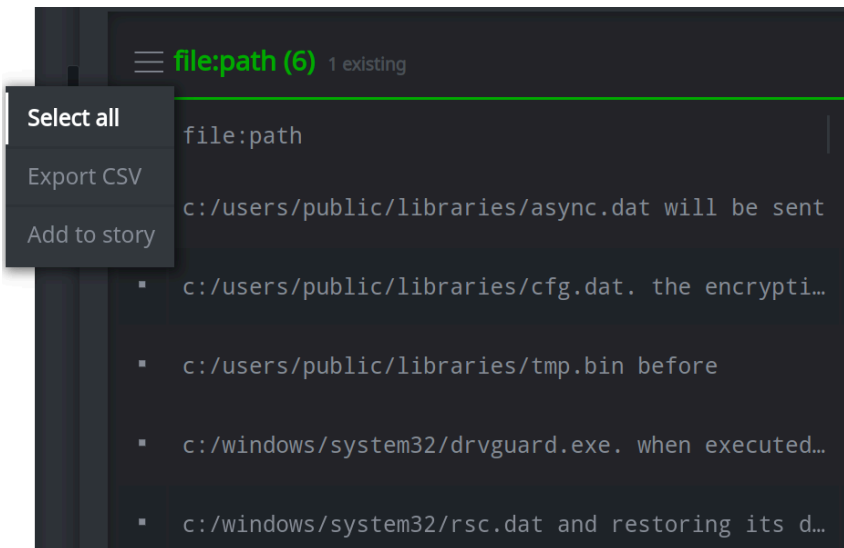 file:path (6) 1 existing
Select all
file:path
Export CSV
c:/users/public/libraries/async.dat will be sent
Add to story
c:/users/public/libraries/cfg.dat. the encrypti…
c:/users/public/libraries/tmp.bin before
c:/windows/system32/drvguard.exe. when executed…
c:/windows/system32/rsc.dat and restoring its d…